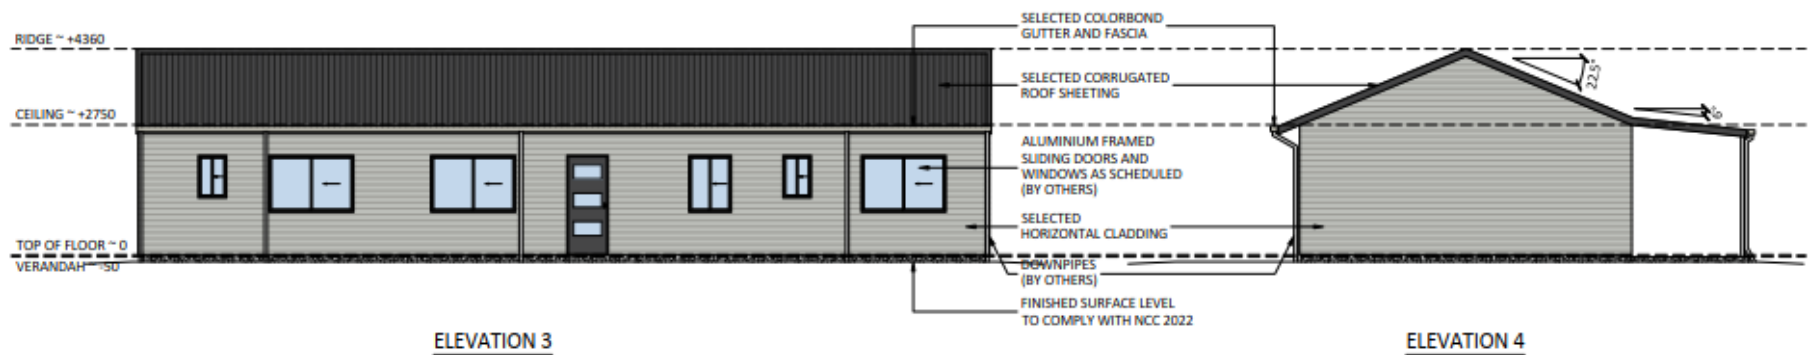 RIDGE ~ +4360
CEILING ~ +2750
TOP OF FLOOR ~ 0
VERANDAH ~ -50
SELECTED COLORBOND
GUTTER AND FASCIA
SELECTED CORRUGATED
ROOF SHEETING
ALUMINIUM FRAMED
SLIDING DOORS AND
WINDOWS AS SCHEDULED
(BY OTHERS)
SELECTED
HORIZONTAL CLADDING
DOWNPIPES
(BY OTHERS)
FINISHED SURFACE LEVEL
TO COMPLY WITH NCC 2022
22.5°
ELEVATION 3
ELEVATION 4